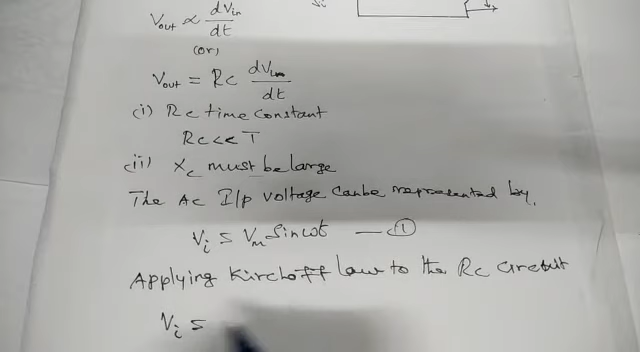 Vout ∝ dVin/dt
(or)
Vout = Rc dVin/dt
(i) Rc time constant
Rc << T
(ii) Xc must be large
The Ac I/p voltage can be represented by,
Vi = Vm Sinωt — ①
Applying Kirchoff law to the Rc circuit
Vi =